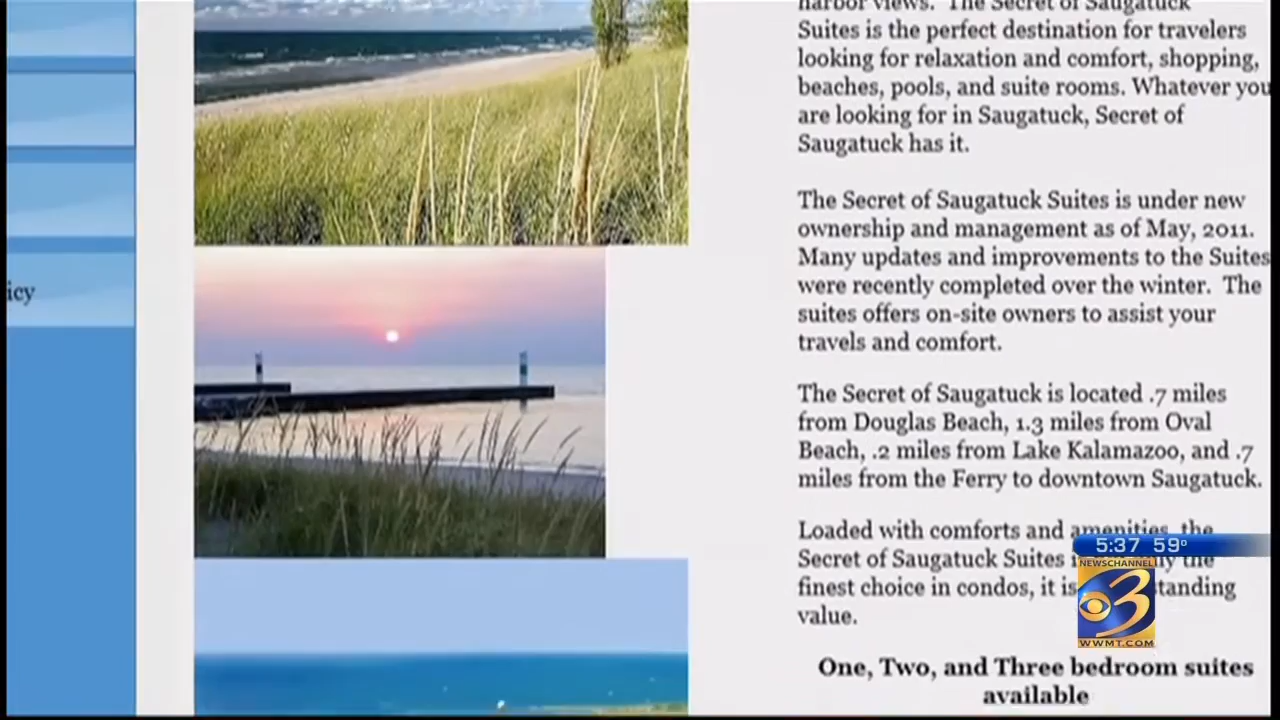 harbor views. The Secret of Saugatuck
Suites is the perfect destination for travelers
looking for relaxation and comfort, shopping,
beaches, pools, and suite rooms. Whatever you
are looking for in Saugatuck, Secret of
Saugatuck has it.
The Secret of Saugatuck Suites is under new
ownership and management as of May, 2011.
Many updates and improvements to the Suites
were recently completed over the winter. The
suites offers on-site owners to assist your
travels and comfort.
The Secret of Saugatuck is located .7 miles
from Douglas Beach, 1.3 miles from Oval
Beach, .2 miles from Lake Kalamazoo, and .7
miles from the Ferry to downtown Saugatuck.
Loaded with comforts and amenities, the
Secret of Saugatuck Suites the
finest choice in condos, it is
value.
One, Two, and Three bedroom suites
available
icy
5:37 59°
NEWSCHANNEL
3
WWMT.COM